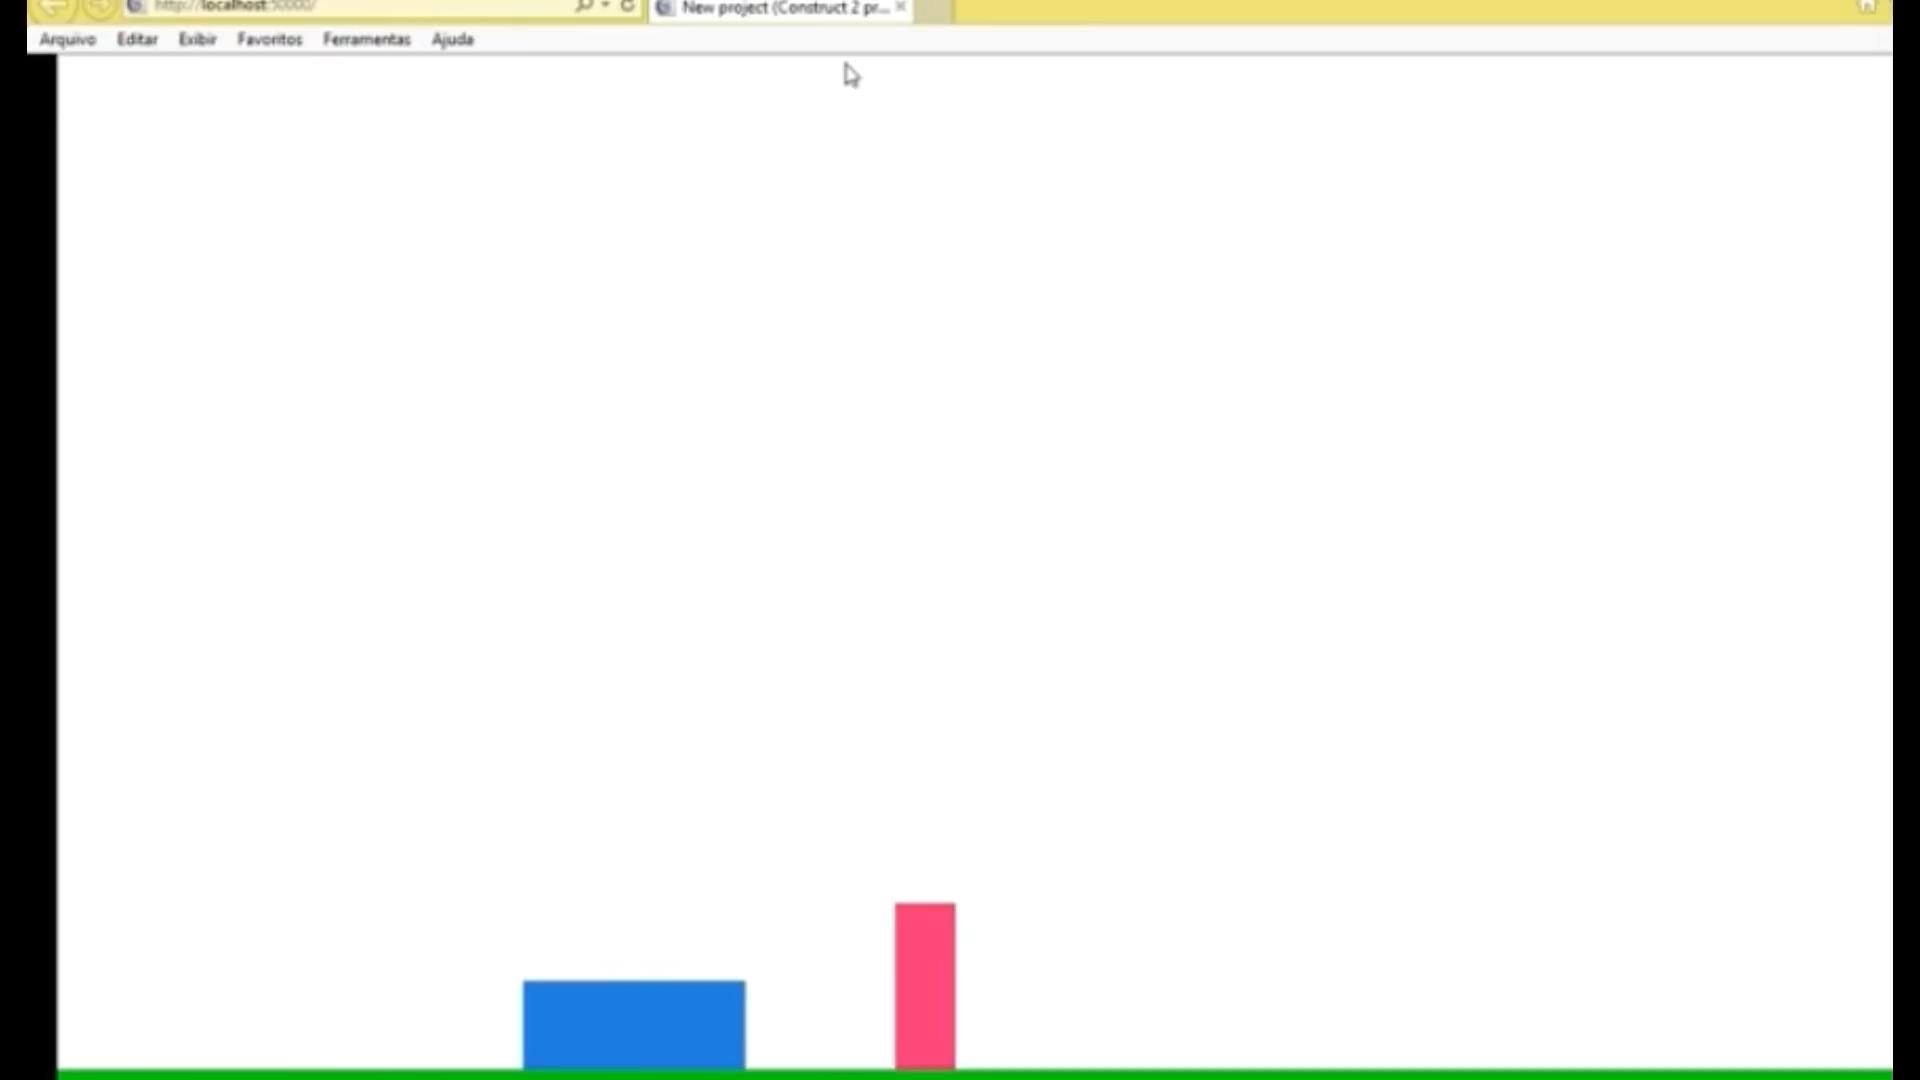 http://localhost:50000/
New project (Construct 2 pr...
Arquivo Editar Exibir Favoritos Ferramentas Ajuda